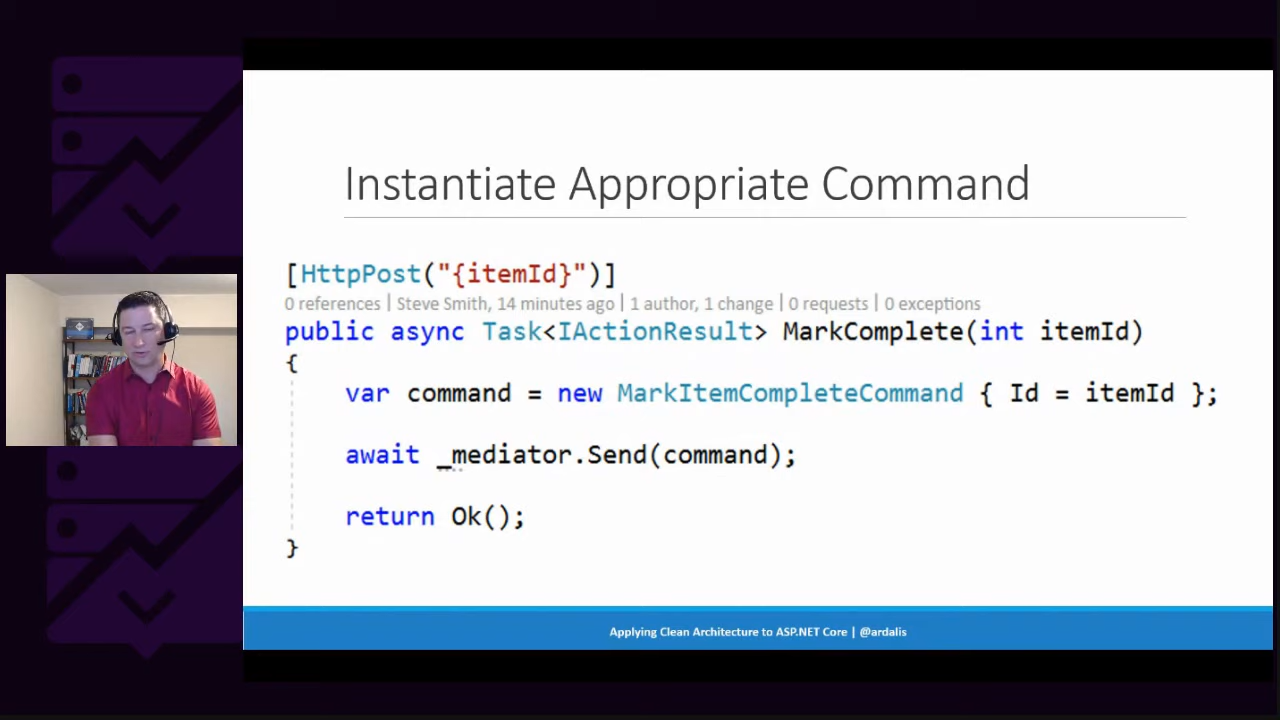 Instantiate Appropriate Command
[HttpPost("{itemId}")]
0 references | Steve Smith, 14 minutes ago | 1 author, 1 change | 0 requests | 0 exceptions
public async Task<IActionResult> MarkComplete(int itemId)
{
var command = new MarkItemCompleteCommand { Id = itemId };
await _mediator.Send(command);
return Ok();
}
Applying Clean Architecture to ASP.NET Core | @ardalis